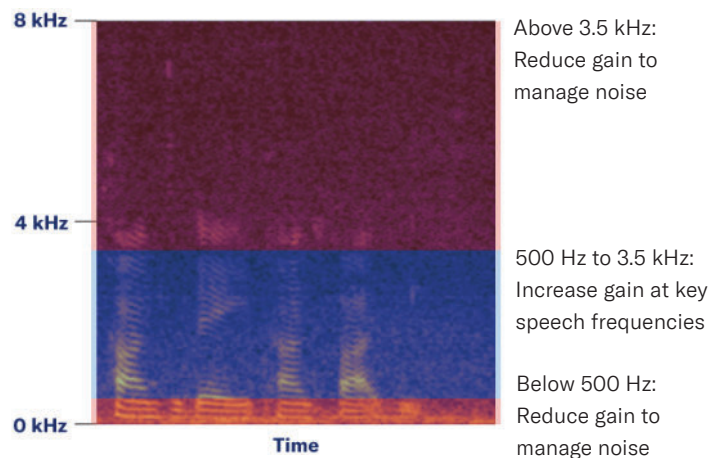 8 kHz
Above 3.5 kHz:
Reduce gain to
manage noise
4 kHz
500 Hz to 3.5 kHz:
Increase gain at key
speech frequencies
Below 500 Hz:
Reduce gain to
manage noise
0 kHz
Time